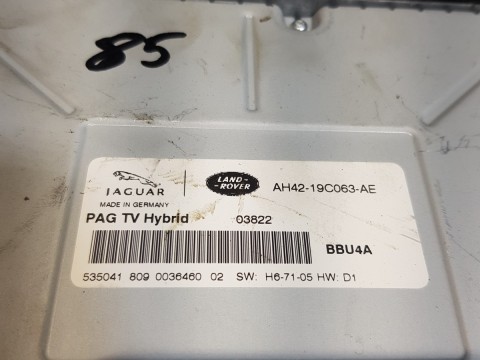 85
JAGUAR
LAND-
ROVER
AH42-19C063-AE
MADE IN GERMANY
PAG TV Hybrid 03822
BBU4A
535041 809 0036460 02 SW: H6-71-05 HW: D1